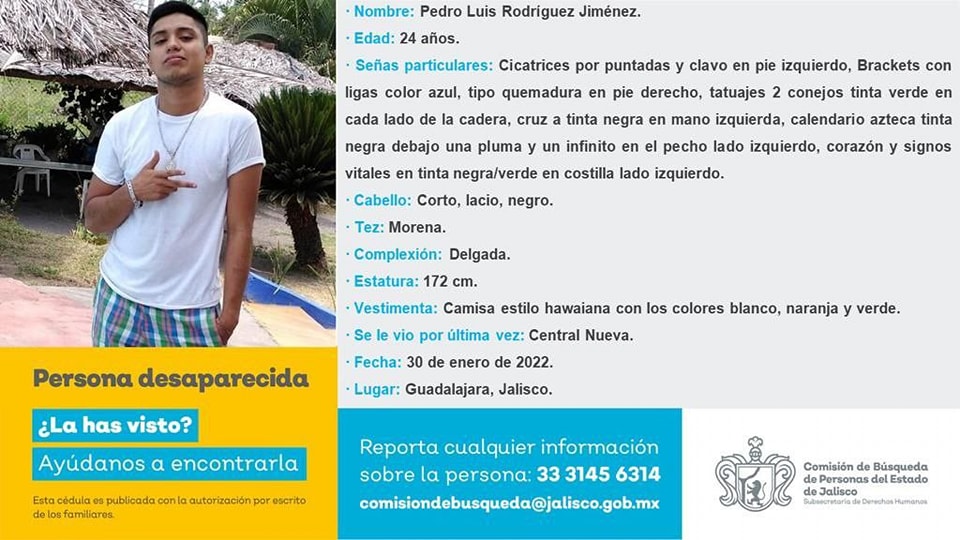 · Nombre: Pedro Luis Rodríguez Jiménez.
· Edad: 24 años.
· Señas particulares: Cicatrices por puntadas y clavo en pie izquierdo, Brackets con
ligas color azul, tipo quemadura en pie derecho, tatuajes 2 conejos tinta verde en
cada lado de la cadera, cruz a tinta negra en mano izquierda, calendario azteca tinta
negra debajo una pluma y un infinito en el pecho lado izquierdo, corazón y signos
vitales en tinta negra/verde en costilla lado izquierdo.
· Cabello: Corto, lacio, negro.
· Tez: Morena.
· Complexión: Delgada.
· Estatura: 172 cm.
· Vestimenta: Camisa estilo hawaiana con los colores blanco, naranja y verde.
· Se le vio por última vez: Central Nueva.
· Fecha: 30 de enero de 2022.
· Lugar: Guadalajara, Jalisco.
Persona desaparecida
¿La has visto?
Ayúdanos a encontrarla
Esta cédula es publicada con la autorización por escrito
de los familiares.
Reporta cualquier información
sobre la persona: 33 3145 6314
comisiondebusqueda@jalisco.gob.mx
Comisión de Búsqueda
de Personas del Estado
de Jalisco
Subsecretaría de Derechos Humanos